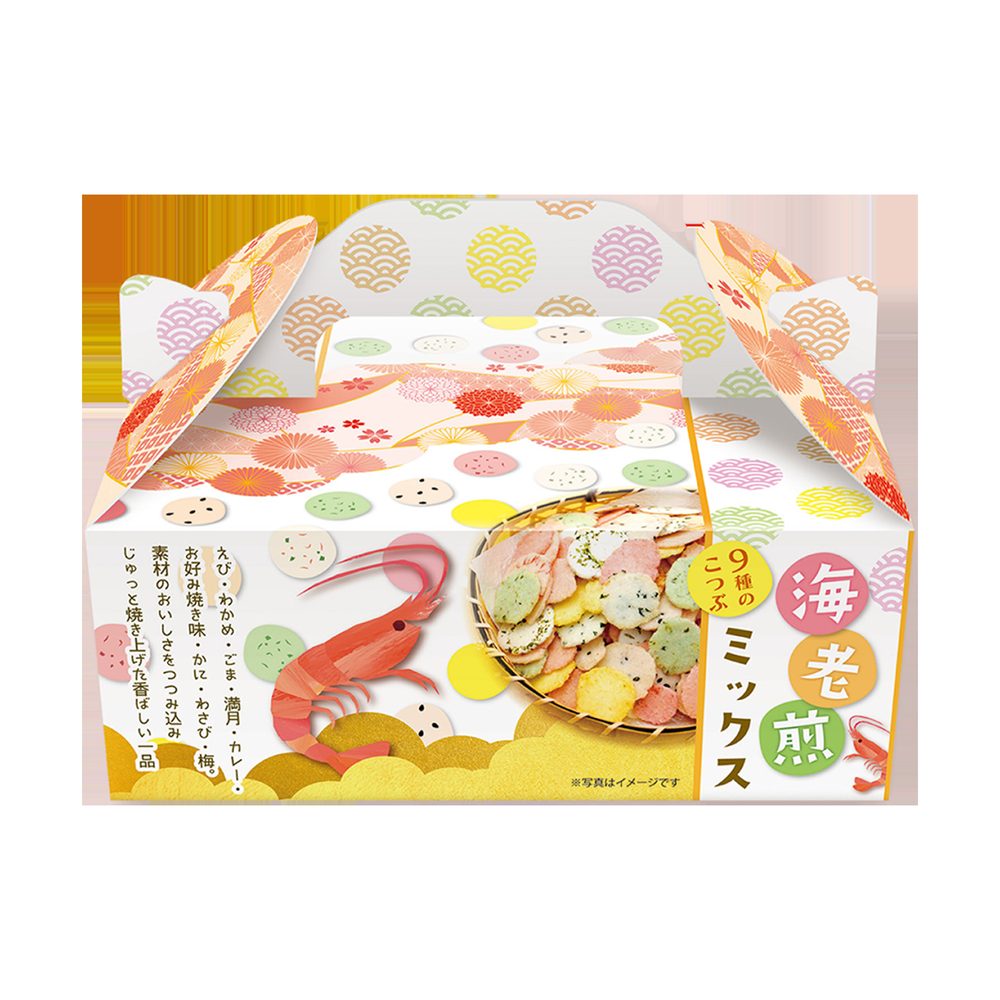 海老煎
9種の
こつぶ
ミックス
えび・わかめ・ごま・満月・カレー・
お好み焼き味・かに・わさび・梅。
素材のおいしさをつつみ込み
じゅっと焼き上げた香ばしい一品
※写真はイメージです